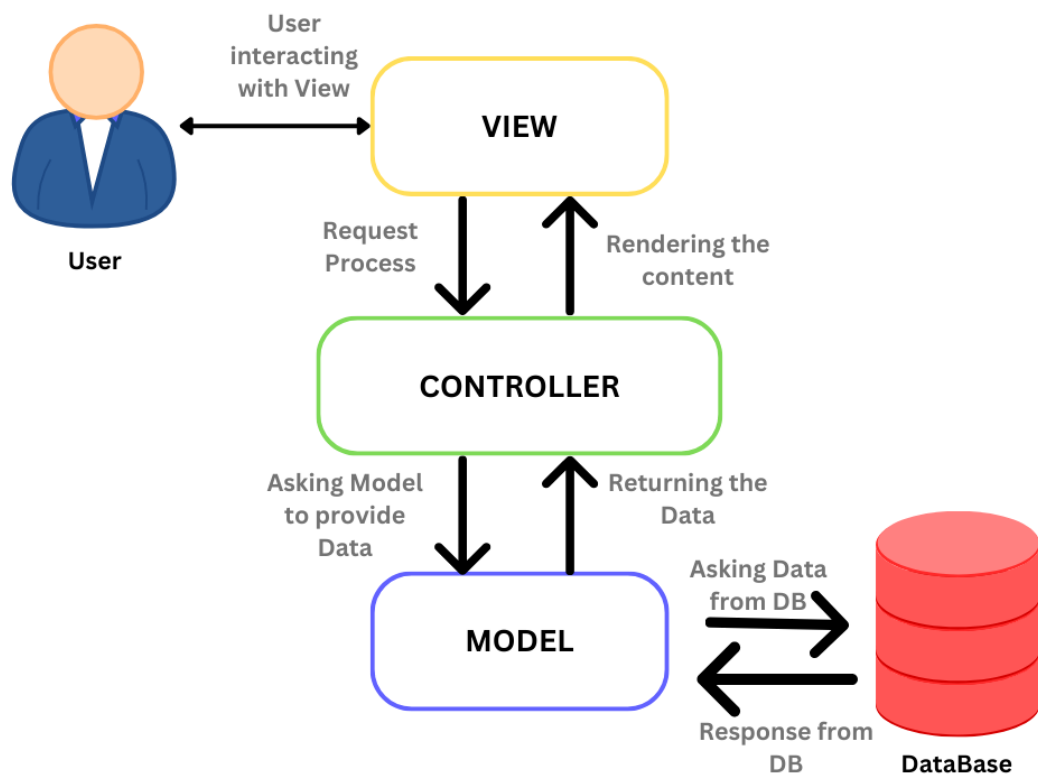 User
interacting
with View
VIEW
User
Request
Process
Rendering the
content
CONTROLLER
Asking Model
to provide
Data
Returning the
Data
MODEL
Asking Data
from DB
Response from
DB
DataBase